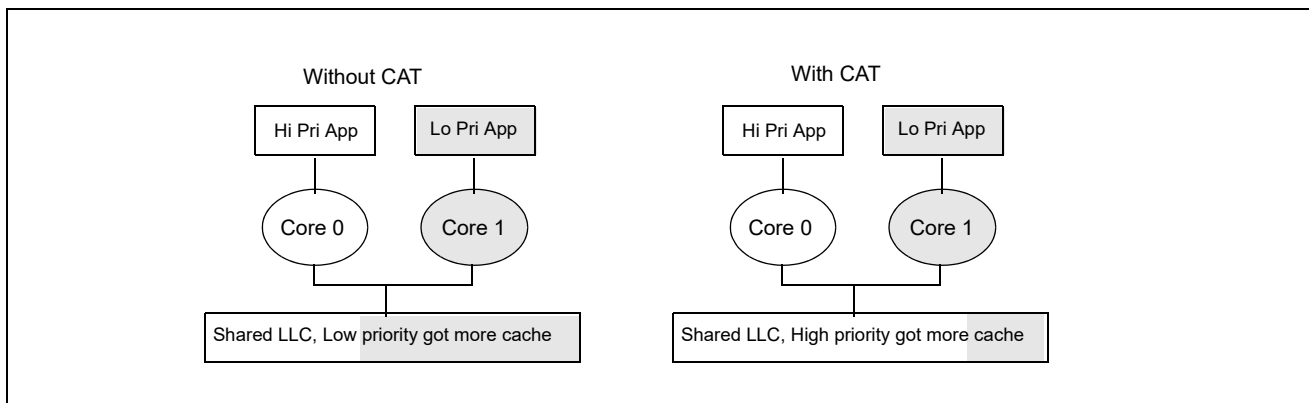 Without CAT
Hi Pri App
Lo Pri App
Core 0
Core 1
Shared LLC, Low priority got more cache
With CAT
Hi Pri App
Lo Pri App
Core 0
Core 1
Shared LLC, High priority got more cache